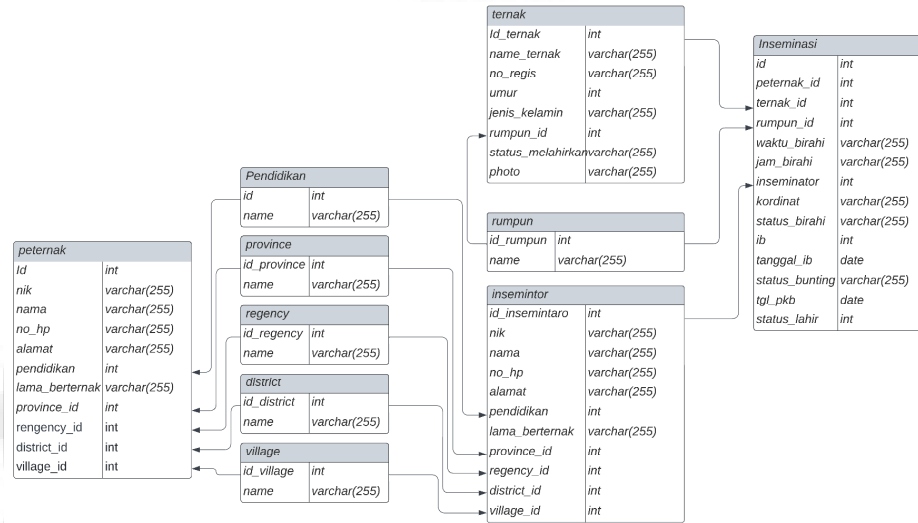 ternak
Id_ternak int
name_ternak varchar(255)
no_regis varchar(255)
umur int
jenis_kelamin varchar(255)
rumpun_id int
status_melahirkan varchar(255)
photo varchar(255)
Inseminasi
id int
peternak_id int
ternak_id int
rumpun_id int
waktu_birahi varchar(255)
jam_birahi varchar(255)
inseminator int
kordinat varchar(255)
status_birahi varchar(255)
ib int
tanggal_ib date
status_bunting varchar(255)
tgl_pkb date
status_lahir int
Pendidikan
id int
name varchar(255)
province
id_province int
name varchar(255)
regency
id_regency int
name varchar(255)
district
id_district int
name varchar(255)
village
id_village int
name varchar(255)
peternak
Id int
nik varchar(255)
nama varchar(255)
no_hp varchar(255)
alamat varchar(255)
pendidikan int
lama_berternak varchar(255)
province_id int
rengency_id int
district_id int
village_id int
rumpun
id_rumpun int
name varchar(255)
insemintor
id_insemintaro int
nik varchar(255)
nama varchar(255)
no_hp varchar(255)
alamat varchar(255)
pendidikan int
lama_berternak varchar(255)
province_id int
regency_id int
district_id int
village_id int